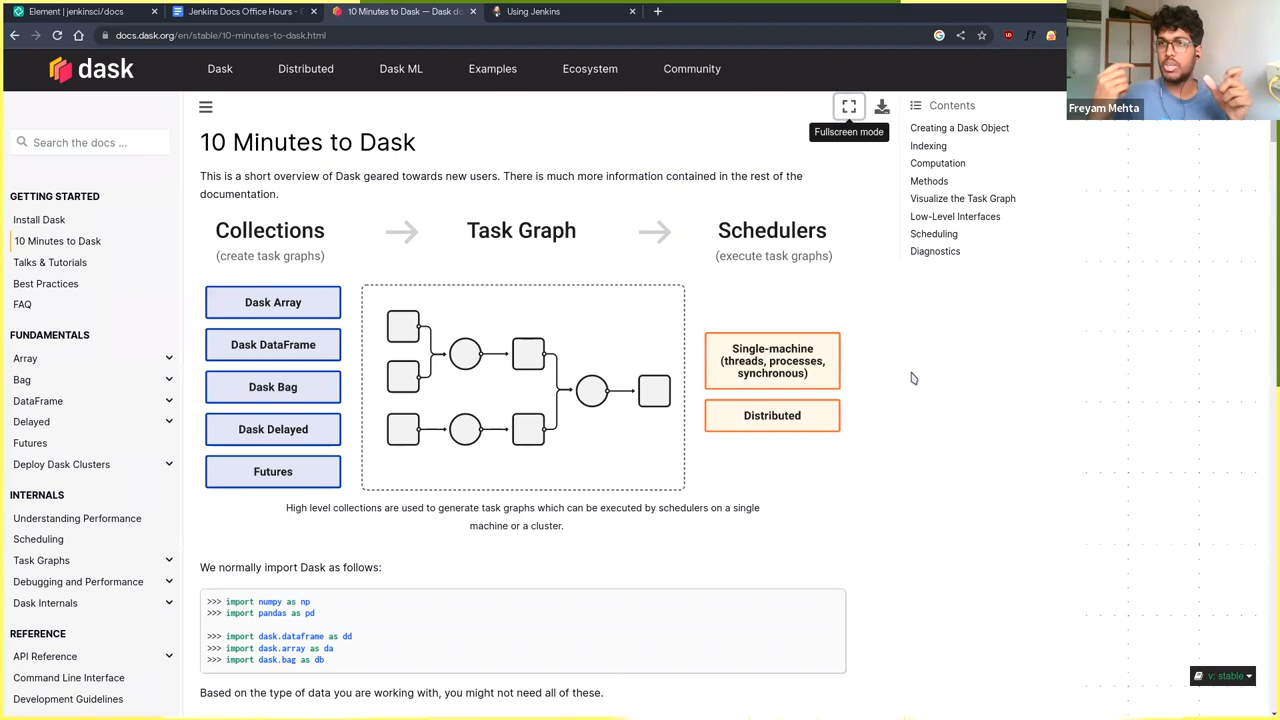 Element | jenkinsci/docs
Jenkins Docs Office Hours -
10 Minutes to Dask — Dask d
Using Jenkins
docs.dask.org/en/stable/10-minutes-to-dask.html
dask
Dask
Distributed
Dask ML
Examples
Ecosystem
Community
Freyam Mehta
Search the docs ...
GETTING STARTED
Install Dask
10 Minutes to Dask
Talks & Tutorials
Best Practices
FAQ
FUNDAMENTALS
Array
Bag
DataFrame
Delayed
Futures
Deploy Dask Clusters
INTERNALS
Understanding Performance
Scheduling
Task Graphs
Debugging and Performance
Dask Internals
REFERENCE
API Reference
Command Line Interface
Development Guidelines
Fullscreen mode
10 Minutes to Dask
This is a short overview of Dask geared towards new users. There is much more information contained in the rest of the
documentation.
Collections
(create task graphs)
Task Graph
Schedulers
(execute task graphs)
Dask Array
Dask DataFrame
Dask Bag
Dask Delayed
Futures
Single-machine
(threads, processes,
synchronous)
Distributed
High level collections are used to generate task graphs which can be executed by schedulers on a single
machine or a cluster.
We normally import Dask as follows:
>>> import numpy as np
>>> import pandas as pd
>>> import dask.dataframe as dd
>>> import dask.array as da
>>> import dask.bag as db
Based on the type of data you are working with, you might not need all of these.
Contents
Creating a Dask Object
Indexing
Computation
Methods
Visualize the Task Graph
Low-Level Interfaces
Scheduling
Diagnostics
v: stable